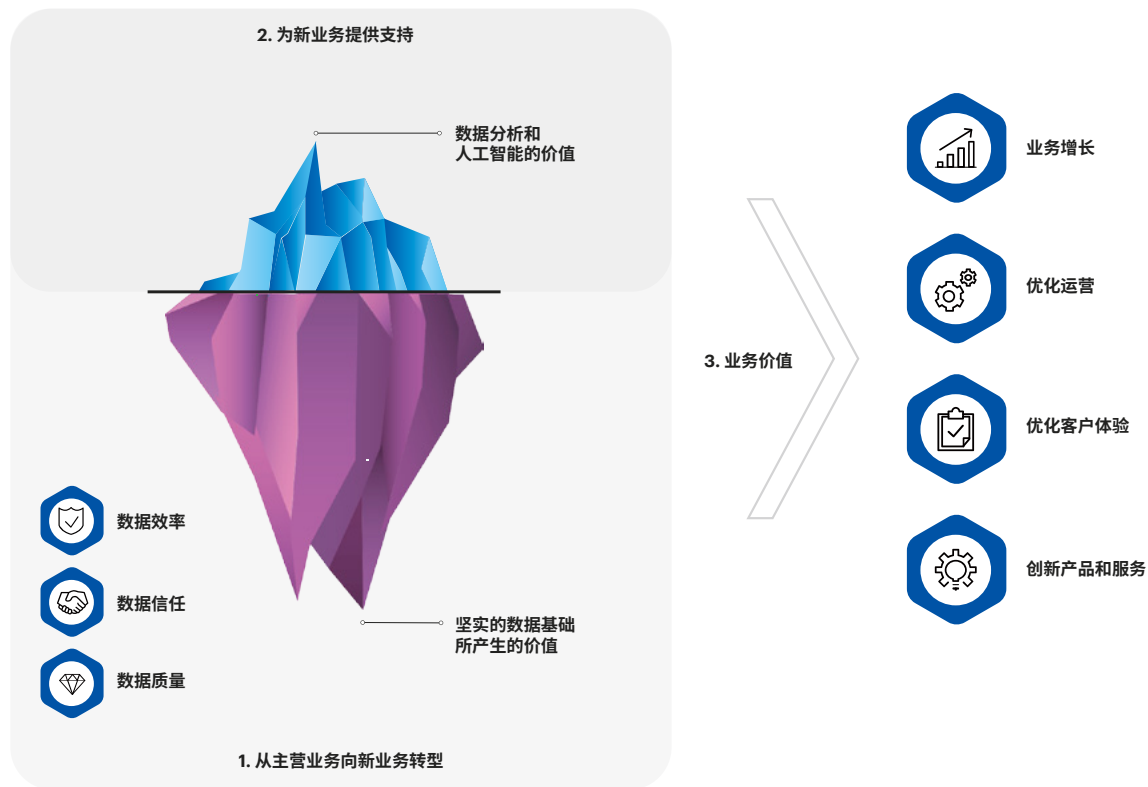 2. 为新业务提供支持
数据分析和
人工智能的价值
数据效率
数据信任
数据质量
坚实的数据基础
所产生的价值
1. 从主营业务向新业务转型
3. 业务价值
业务增长
优化运营
优化客户体验
创新产品和服务